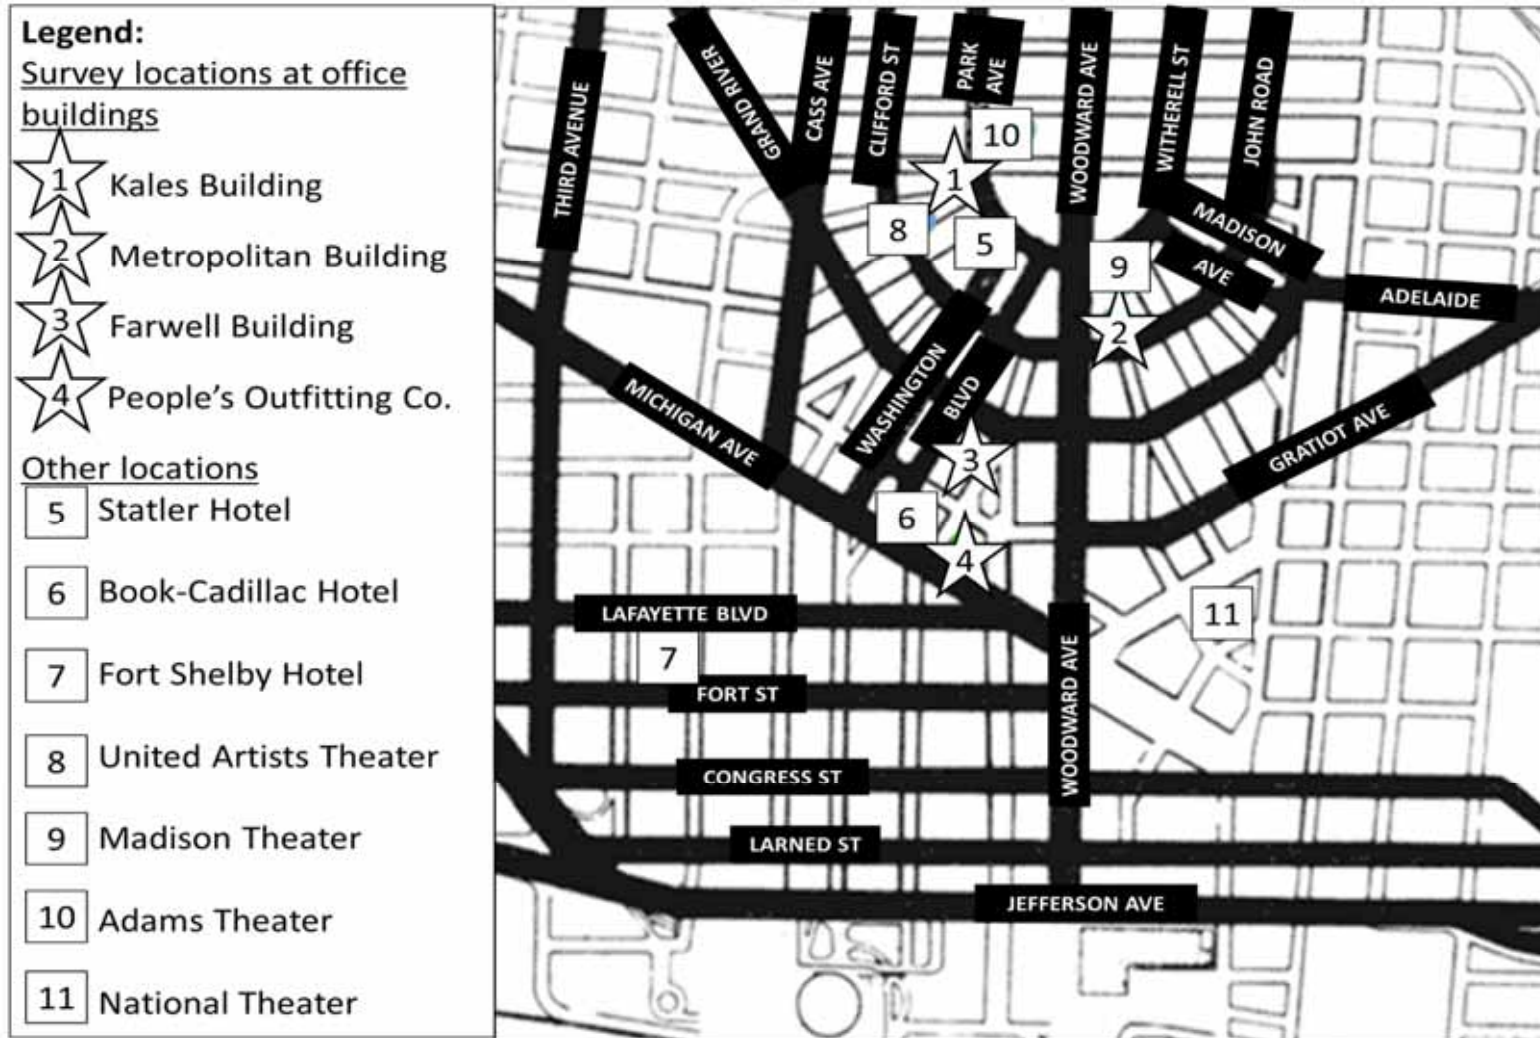 Legend:
Survey locations at office
buildings
1 Kales Building
2 Metropolitan Building
3 Farwell Building
4 People's Outfitting Co.
Other locations
5 Statler Hotel
6 Book-Cadillac Hotel
7 Fort Shelby Hotel
8 United Artists Theater
9 Madison Theater
10 Adams Theater
11 National Theater
THIRD AVENUE
GRAND RIVER
CASS AVE
CLIFFORD ST
PARK
AVE
WOODWARD AVE
WITHERELL ST
JOHN ROAD
10
1
8
5
9
MADISON
AVE
ADELAIDE
2
WASHINGTON
BLVD
MICHIGAN AVE
GRATIOT AVE
3
6
4
LAFAYETTE BLVD
11
7
FORT ST
WOODWARD AVE
CONGRESS ST
LARNED ST
JEFFERSON AVE